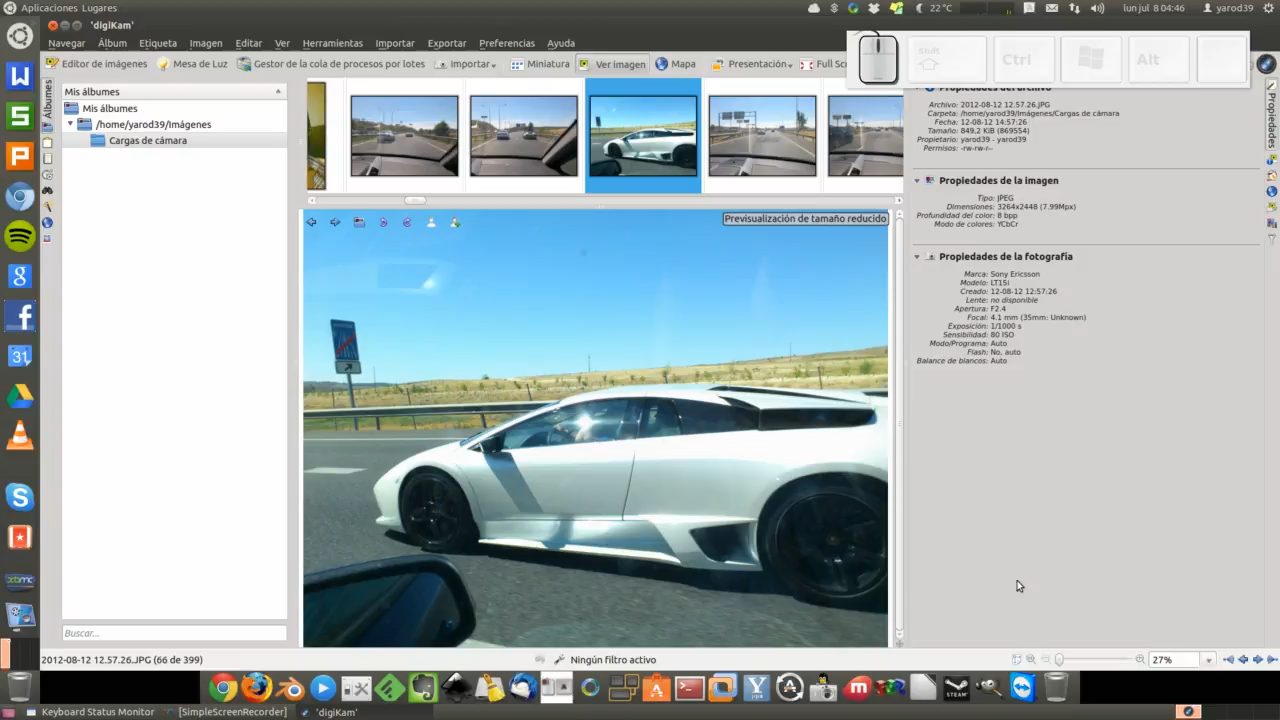 Aplicaciones Lugares
22 °C
lun jul 8 04:46
yarod39
'digiKam'
Navegar Álbum Etiqueta Imagen Editar Ver Herramientas Importar Exportar Preferencias Ayuda
Shift
Ctrl
Alt
Editor de imágenes Mesa de Luz Gestor de la cola de procesos por lotes Importar Miniatura Ver imagen Mapa Presentación Full Scr
Mis álbumes
Mis álbumes
/home/yarod39/Imágenes
Cargas de cámara
Álbumes
Propiedades
Archivo: 2012-08-12 12.57.26.JPG
Carpeta: /home/yarod39/Imágenes/Cargas de cámara
Fecha: 12-08-12 14:57:26
Tamaño: 849,2 KiB (869554)
Propietario: yarod39 - yarod39
Permisos: -rw-rw-r--
Propiedades de la imagen
Tipo: JPEG
Dimensiones: 3264x2448 (7.99Mpx)
Profundidad del color: 8 bpp
Modo de colores: YCbCr
Previsualización de tamaño reducido
Propiedades de la fotografía
Marca: Sony Ericsson
Modelo: LT15i
Creado: 12-08-12 12:57:26
Lente: no disponible
Apertura: F2.4
Focal: 4.1 mm (35mm: Unknown)
Exposición: 1/1000 s
Sensibilidad: 80 ISO
Modo/Programa: Auto
Flash: No, auto
Balance de blancos: Auto
Buscar...
2012-08-12 12.57.26.JPG (66 de 399)
Ningún filtro activo
27%
Keyboard Status Monitor
[SimpleScreenRecorder]
'digiKam'
W
S
P
g
f
31
STEAM